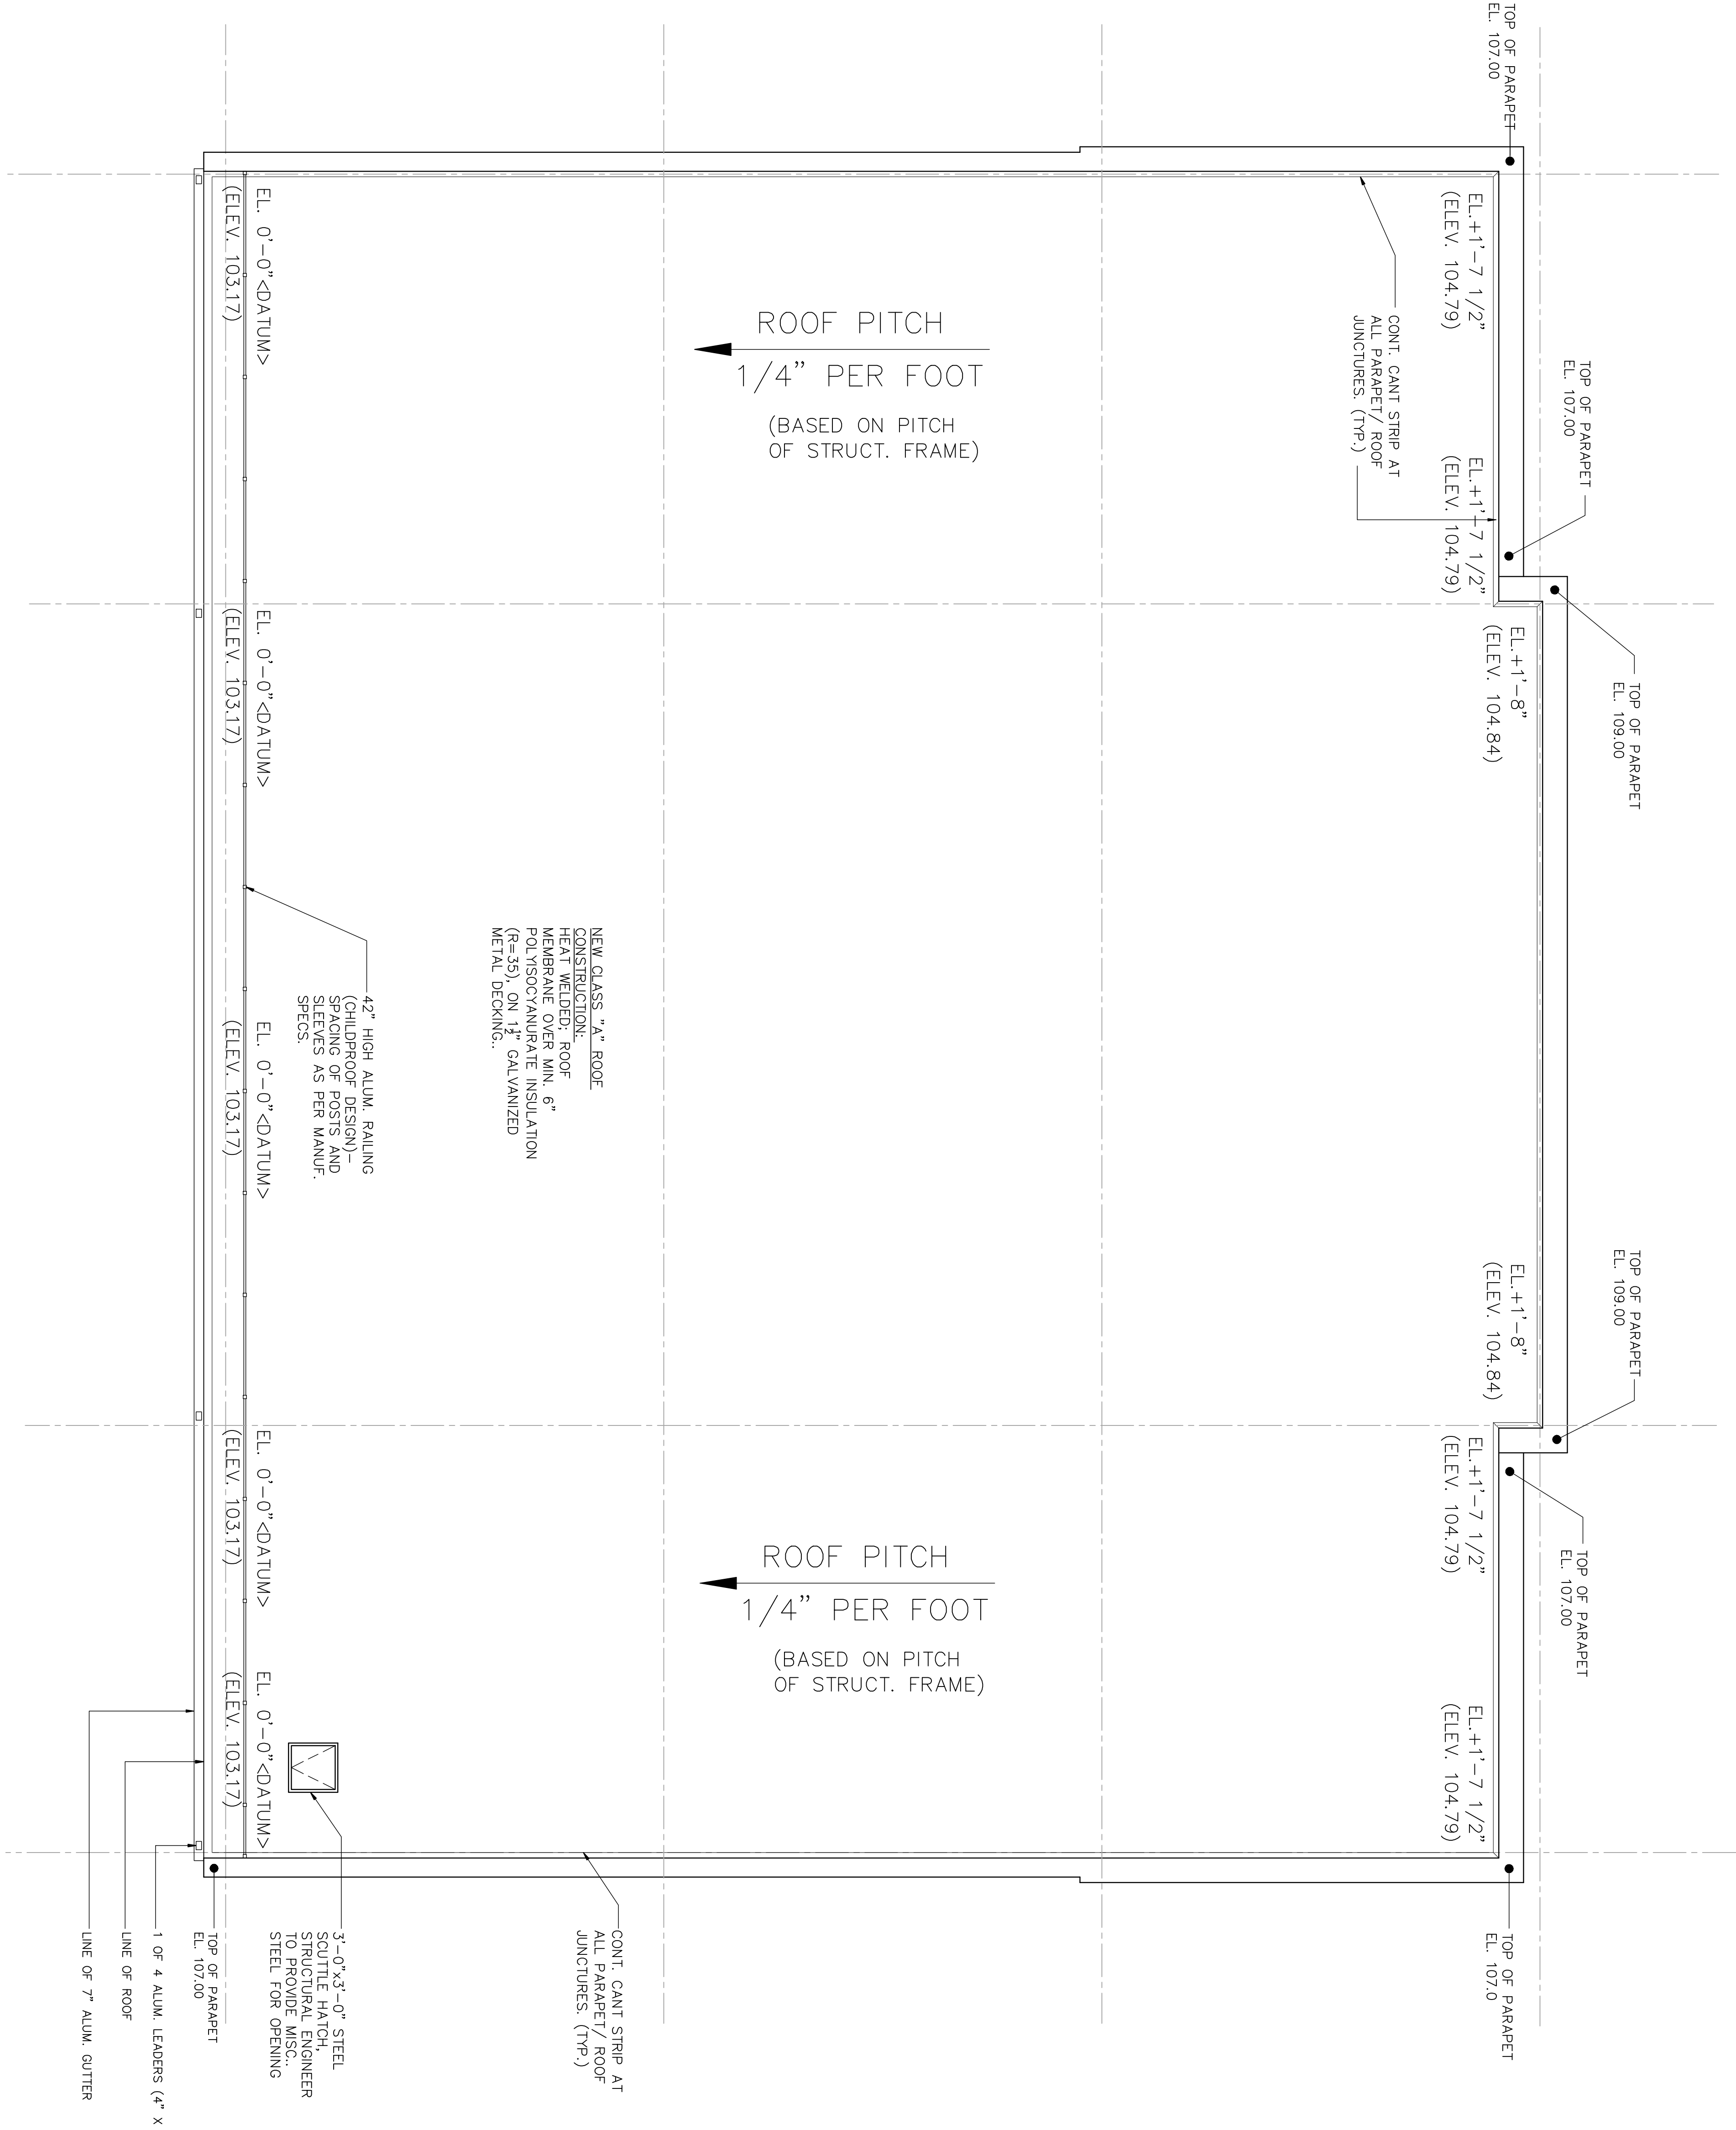 TOP OF PARAPET
EL. 107.00
TOP OF PARAPET
EL. 107.00
TOP OF PARAPET
EL. 109.00
TOP OF PARAPET
EL. 109.00
TOP OF PARAPET
EL. 107.00
TOP OF PARAPET
EL. 107.0
EL.+1'-7 1/2"
(ELEV. 104.79)
EL.+1'-7 1/2"
(ELEV. 104.79)
EL.+1'-8"
(ELEV. 104.84)
EL.+1'-8"
(ELEV. 104.84)
EL.+1'-7 1/2"
(ELEV. 104.79)
EL.+1'-7 1/2"
(ELEV. 104.79)
CONT. CANT STRIP AT
ALL PARAPET/ ROOF
JUNCTURES. (TYP.)
ROOF PITCH
1/4" PER FOOT
(BASED ON PITCH
OF STRUCT. FRAME)
ROOF PITCH
1/4" PER FOOT
(BASED ON PITCH
OF STRUCT. FRAME)
NEW CLASS "A" ROOF
CONSTRUCTION:
HEAT WELDED; ROOF
MEMBRANE OVER MIN. 6"
POLYISOCYANURATE INSULATION
(R=35), ON 1½" GALVANIZED
METAL DECKING..
CONT. CANT STRIP AT
ALL PARAPET/ ROOF
JUNCTURES. (TYP.)
42" HIGH ALUM. RAILING
(CHILDPROOF DESIGN)-
SPACING OF POSTS AND
SLEEVES AS PER MANUF.
SPECS.
3'-0"x3'-0" STEEL
SCUTTLE HATCH,
STRUCTURAL ENGINEER
TO PROVIDE MISC..
STEEL FOR OPENING
EL. 0'-0"<DATUM>
(ELEV. 103.17)
EL. 0'-0"<DATUM>
(ELEV. 103.17)
EL. 0'-0"<DATUM>
(ELEV. 103.17)
EL. 0'-0"<DATUM>
(ELEV. 103.17)
EL. 0'-0"<DATUM>
(ELEV. 103.17)
TOP OF PARAPET
EL. 107.00
1 OF 4 ALUM. LEADERS (4" X
LINE OF ROOF
LINE OF 7" ALUM. GUTTER